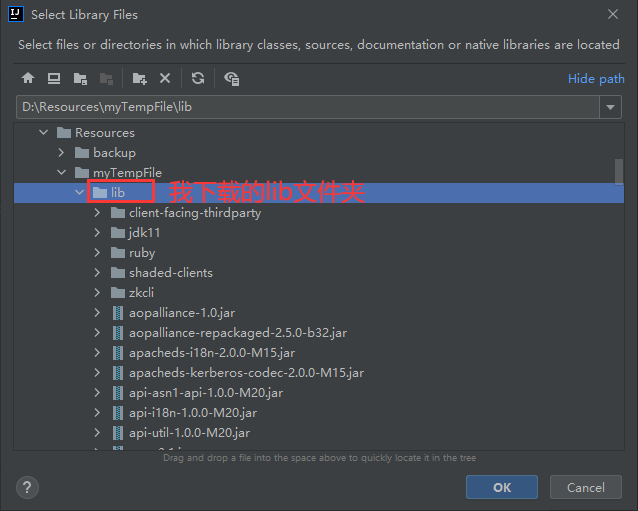 Select Library Files
Select files or directories in which library classes, sources, documentation or native libraries are located
Hide path
D:\Resources\myTempFile\lib
Resources
backup
myTempFile
lib 我下载的lib文件夹
client-facing-thirdparty
jdk11
ruby
shaded-clients
zkcli
aopalliance-1.0.jar
aopalliance-repackaged-2.5.0-b32.jar
apacheds-i18n-2.0.0-M15.jar
apacheds-kerberos-codec-2.0.0-M15.jar
api-asn1-api-1.0.0-M20.jar
api-i18n-1.0.0-M20.jar
api-util-1.0.0-M20.jar
Drag and drop a file into the space above to quickly locate it in the tree
? OK Cancel